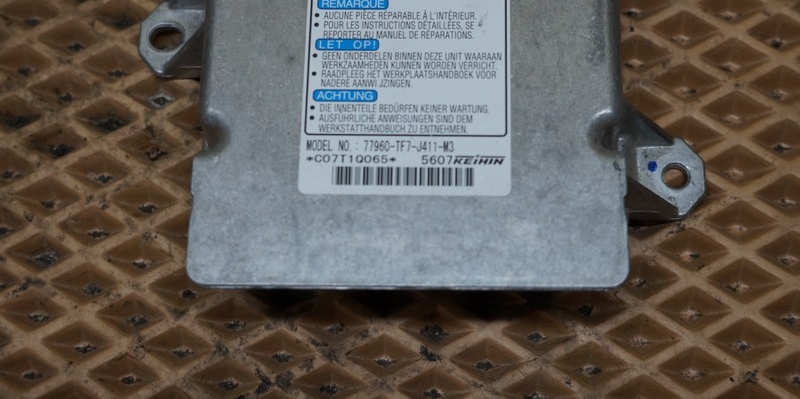 REMARQUE
• AUCUNE PIÈCE RÉPARABLE À L'INTÉRIEUR.
• POUR LES INSTRUCTIONS DÉTAILLÉES, SE
REPORTER AU MANUEL DE RÉPARATIONS.
LET OP!
• GEEN ONDERDELEN BINNEN DEZE UNIT WAARAAN
WERKZAAMHEDEN KUNNEN WORDEN VERRICHT.
• RAADPLEEG HET WERKPLAATSHANDBOEK VOOR
NADERE AANWIJZINGEN.
ACHTUNG
• DIE INNENTEILE BEDÜRFEN KEINER WARTUNG.
• AUSFÜHRLICHE ANWEISUNGEN SIND DEM
WERKSTATTHANDBUCH ZU ENTNEHMEN.
MODEL NO. : 77960-TF7-J411-M3
*C07T1Q065* 5607 KEIHIN